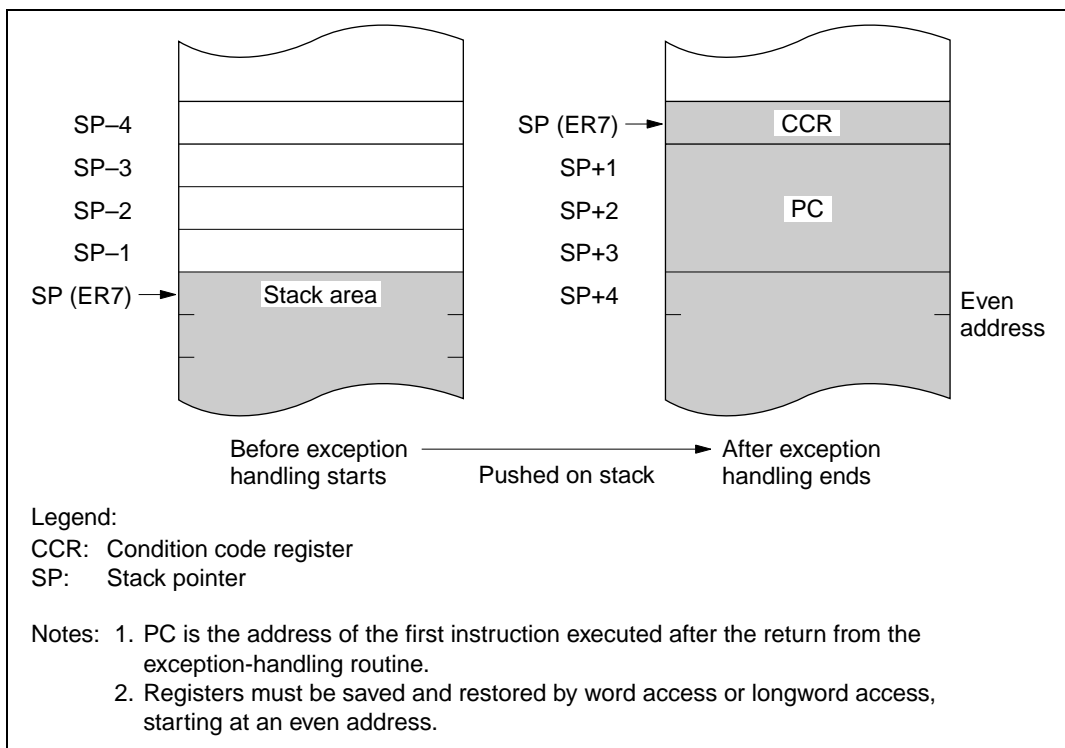 SP–4
SP–3
SP–2
SP–1
SP (ER7)
Stack area
SP (ER7)
SP+1
SP+2
SP+3
SP+4
CCR
PC
Even
address
Before exception
handling starts
Pushed on stack
After exception
handling ends
Legend:
CCR: Condition code register
SP: Stack pointer
Notes: 1. PC is the address of the first instruction executed after the return from the
exception-handling routine.
2. Registers must be saved and restored by word access or longword access,
starting at an even address.